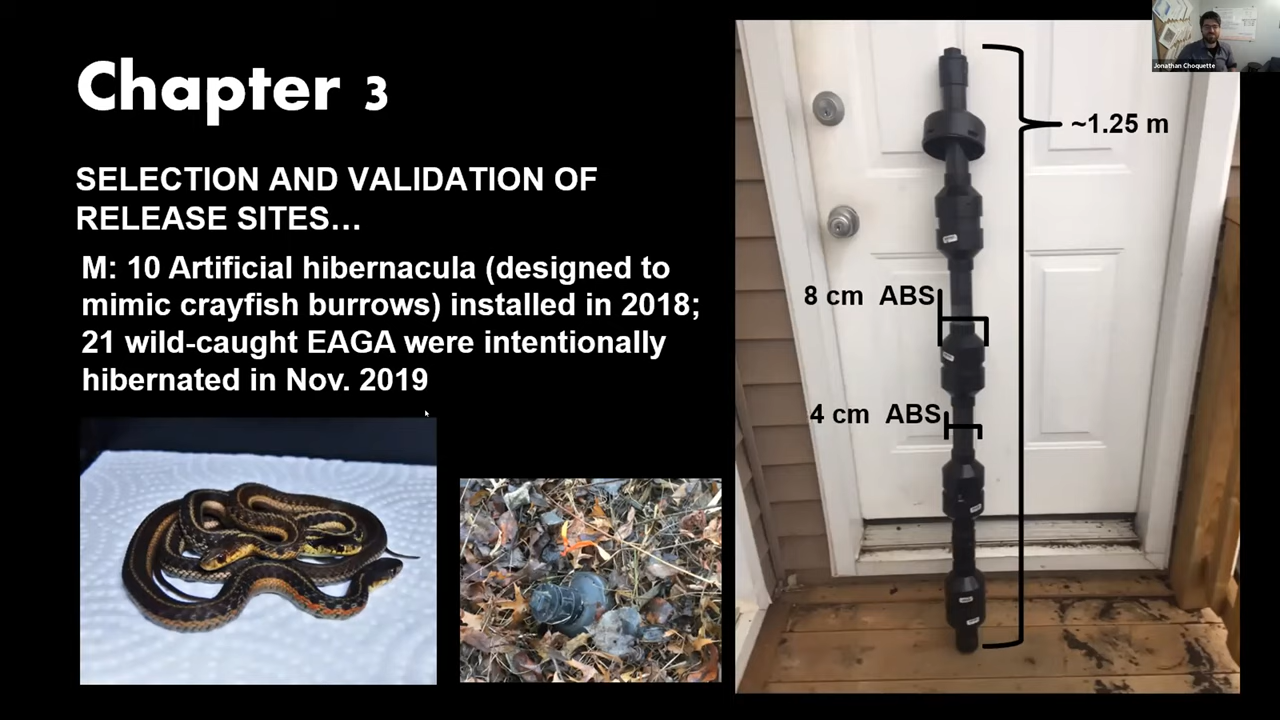 Chapter 3
SELECTION AND VALIDATION OF
RELEASE SITES...
M: 10 Artificial hibernacula (designed to
mimic crayfish burrows) installed in 2018;
21 wild-caught EAGA were intentionally
hibernated in Nov. 2019
~1.25 m
8 cm ABS
4 cm ABS
Jonathan Choquette